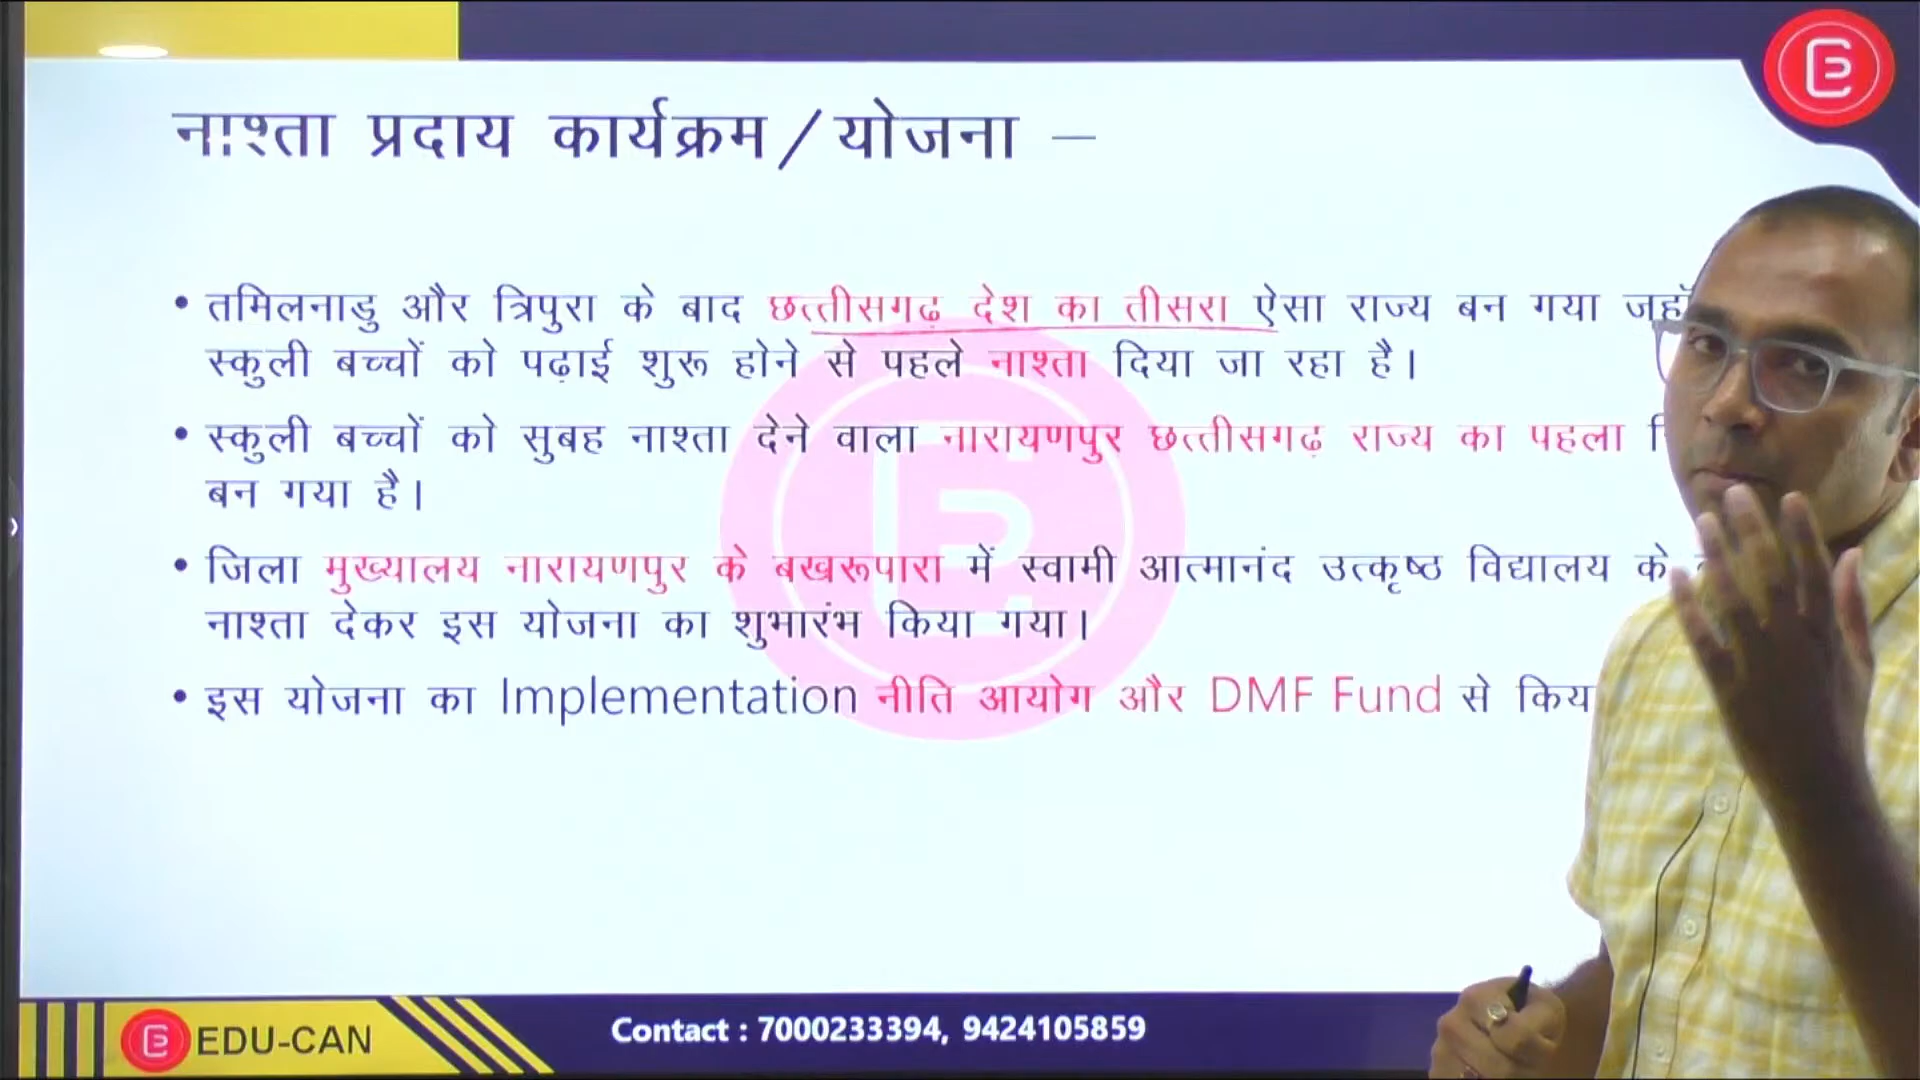 नाश्ता प्रदाय कार्यक्रम/योजना –
• तमिलनाडु और त्रिपुरा के बाद छत्तीसगढ़ देश का तीसरा ऐसा राज्य बन गया जहाॅ
स्कुली बच्चों को पढ़ाई शुरू होने से पहले नाश्ता दिया जा रहा है।
• स्कुली बच्चों को सुबह नाश्ता देने वाला नारायणपुर छत्तीसगढ़ राज्य का पहला
बन गया है।
• जिला मुख्यालय नारायणपुर के बखरूपारा में स्वामी आत्मानंद उत्कृष्ठ विद्यालय के
नाश्ता देकर इस योजना का शुभारंभ किया गया।
• इस योजना का Implementation नीति आयोग और DMF Fund से किय
EDU-CAN
Contact : 7000233394, 9424105859